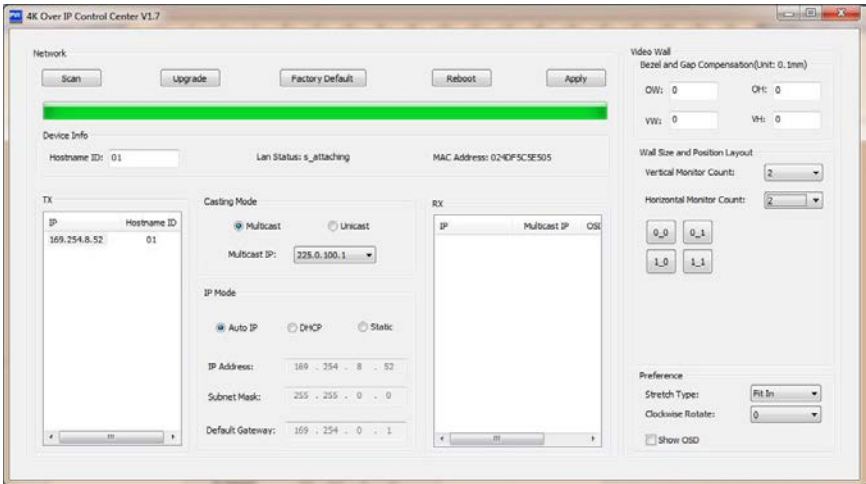 4K Over IP Control Center V1.7
Network
Scan Upgrade Factory Default Reboot Apply
Device Info
Hostname ID: 01 Lan Status: s_attaching MAC Address: 024DF5C5E505
TX
IP Hostname ID
169.254.8.52 01
Casting Mode
Multicast Unicast
Multicast IP: 225.0.100.1
IP Mode
Auto IP DHCP Static
IP Address: 169 . 254 . 8 . 52
Subnet Mask: 255 . 255 . 0 . 0
Default Gateway: 169 . 254 . 0 . 1
RX
IP Multicast IP OSD
Video Wall
Bezel and Gap Compensation(Unit: 0.1mm)
OW: 0 OH: 0
VW: 0 VH: 0
Wall Size and Position Layout
Vertical Monitor Count: 2
Horizontal Monitor Count: 2
0_0 0_1
1_0 1_1
Preference
Stretch Type: Fit In
Clockwise Rotate: 0
Show OSD